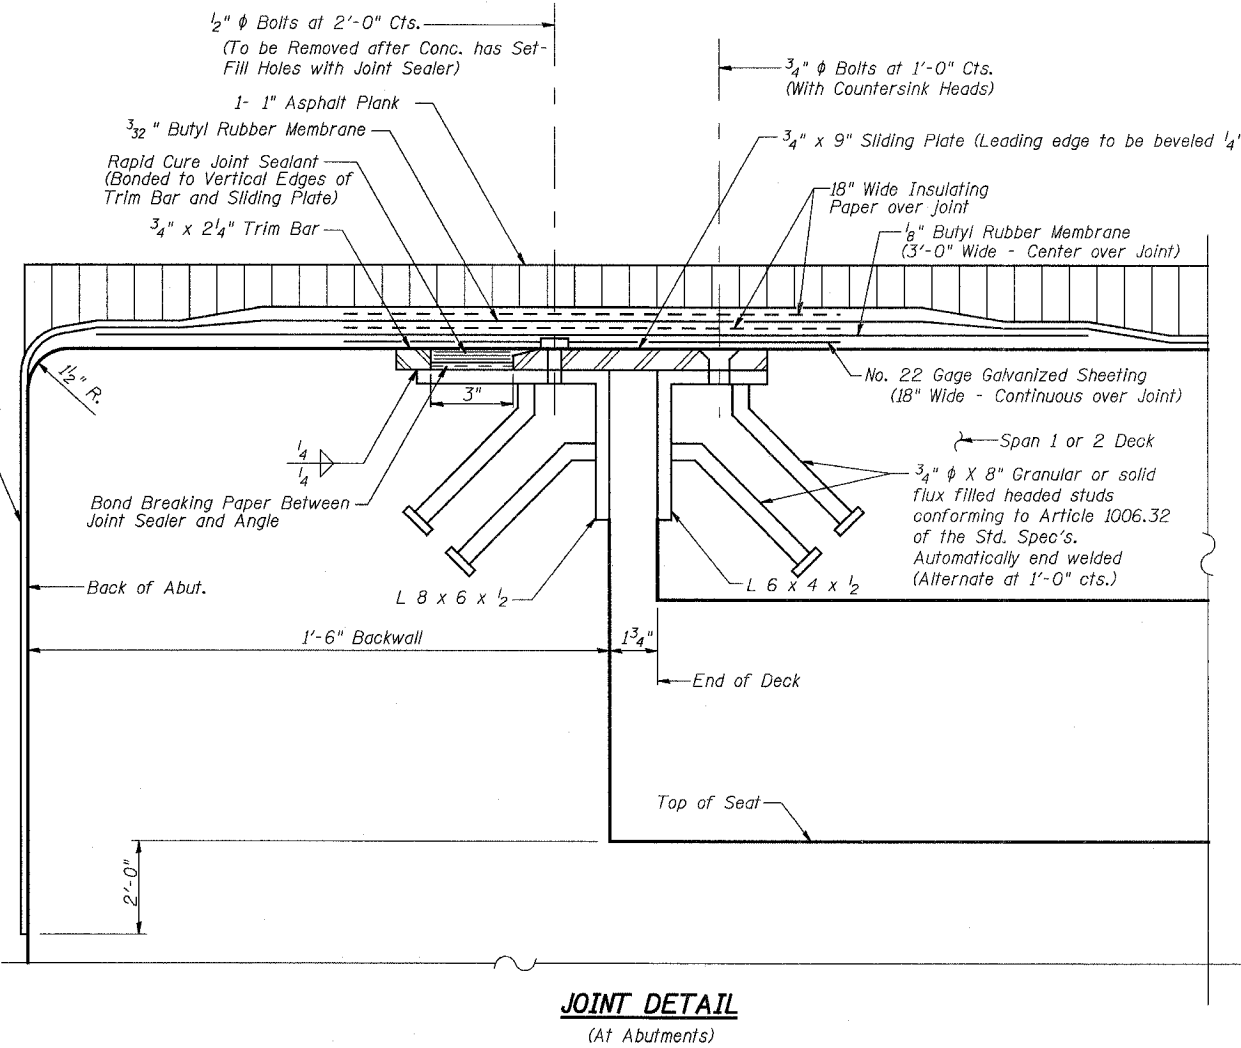 ½" ϕ Bolts at 2'-0" Cts.
(To be Removed after Conc. has Set-
Fill Holes with Joint Sealer)
¾" ϕ Bolts at 1'-0" Cts.
(With Countersink Heads)
1- 1" Asphalt Plank
3/32" Butyl Rubber Membrane
¾" x 9" Sliding Plate (Leading edge to be beveled ¼"
Rapid Cure Joint Sealant
(Bonded to Vertical Edges of
Trim Bar and Sliding Plate)
18" Wide Insulating
Paper over joint
¾" x 2¼" Trim Bar
⅛" Butyl Rubber Membrane
(3'-0" Wide - Center over Joint)
1½" R.
3"
No. 22 Gage Galvanized Sheeting
(18" Wide - Continuous over Joint)
¼
¼
Span 1 or 2 Deck
Bond Breaking Paper Between
Joint Sealer and Angle
¾" ϕ X 8" Granular or solid
flux filled headed studs
conforming to Article 1006.32
of the Std. Spec's.
Automatically end welded
(Alternate at 1'-0" cts.)
Back of Abut.
L 8 x 6 x ½
L 6 x 4 x ½
1'-6" Backwall
1¾"
End of Deck
Top of Seat
2'-0"
JOINT DETAIL
(At Abutments)